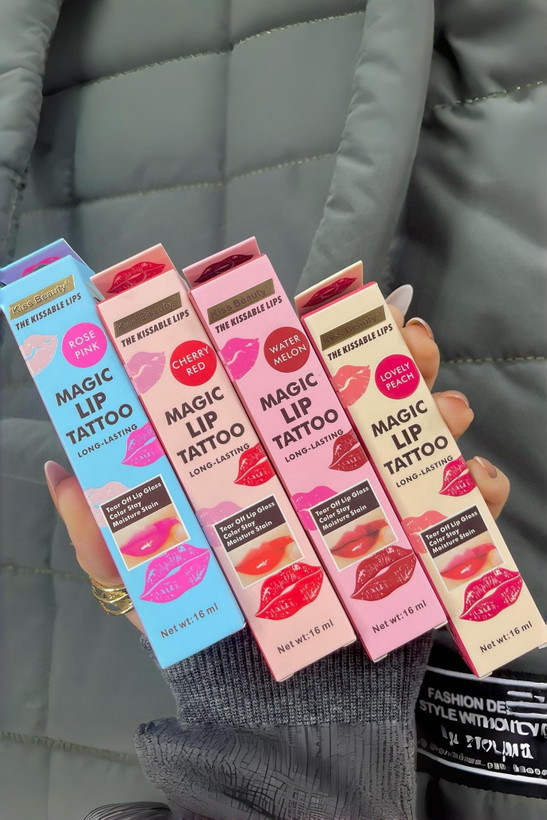 Kiss Beauty
THE KISSABLE LIPS
ROSE
PINK
MAGIC
LIP
TATTOO
LONG-LASTING
Tear Off Lip Gloss
Color Stay
Moisture Stain
Net wt:16 ml
Kiss Beauty
THE KISSABLE LIPS
CHERRY
RED
MAGIC
LIP
TATTOO
LONG-LASTING
Tear Off Lip Gloss
Color Stay
Moisture Stain
Net wt:16 ml
Kiss Beauty
THE KISSABLE LIPS
WATER
MELON
MAGIC
LIP
TATTOO
LONG-LASTING
Tear Off Lip Gloss
Color Stay
Moisture Stain
Net wt:16 ml
Kiss Beauty
THE KISSABLE LIPS
LOVELY
PEACH
MAGIC
LIP
TATTOO
LONG-LASTING
Tear Off Lip Gloss
Color Stay
Moisture Stain
Net wt:16 ml
FASHION
STYLE